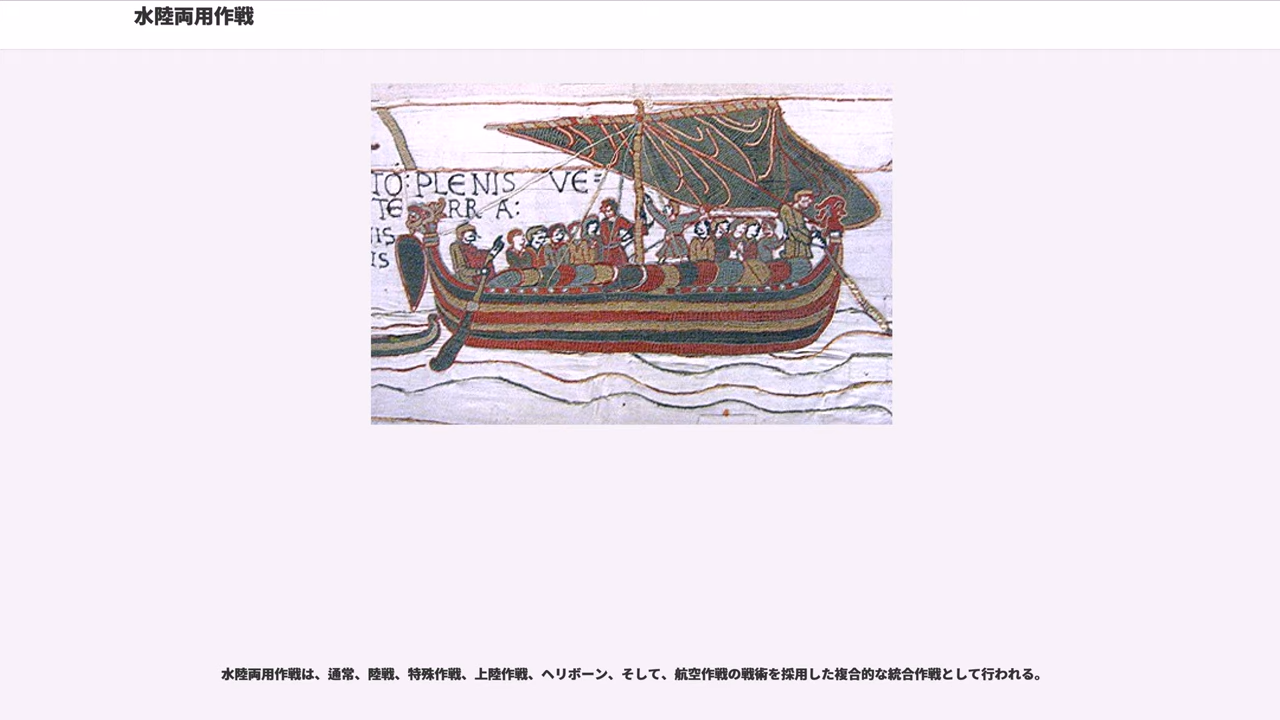 水陸両用作戦
IO: PLENIS VE=
TE RRA:
IS
IS
水陸両用作戦は、通常、陸戦、特殊作戦、上陸作戦、ヘリボーン、そして、航空作戦の戦術を採用した複合的な統合作戦として行われる。